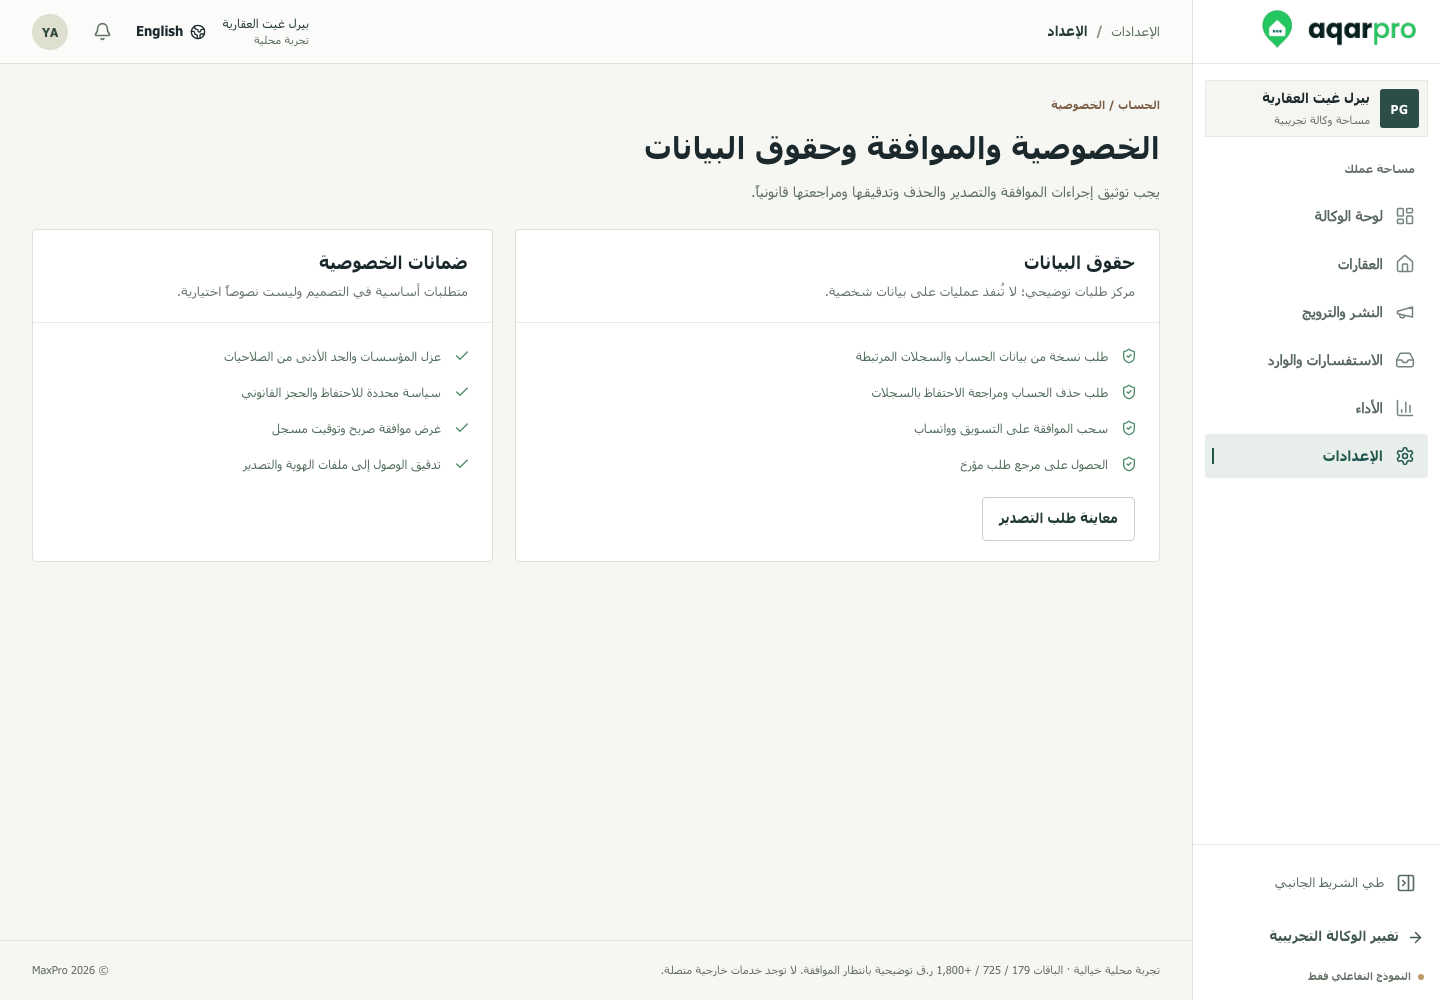 aqarpro
PG
بيرل غيت العقارية
مساحة وكالة تجريبية
مساحة عملك
لوحة الوكالة
العقارات
النشر والترويج
الاستفسارات والوارد
الأداء
الإعدادات
طي الشريط الجانبي
تغيير الوكالة التجريبية
النموذج التفاعلي فقط
الإعدادات / الإعداد
بيرل غيت العقارية
تجربة محلية
English
YA
الحساب / الخصوصية
الخصوصية والموافقة وحقوق البيانات
يجب توثيق إجراءات الموافقة والتصدير والحذف وتدقيقها ومراجعتها قانونياً.
حقوق البيانات
مركز طلبات توضيحي؛ لا تُنفذ عمليات على بيانات شخصية.
طلب نسخة من بيانات الحساب والسجلات المرتبطة
طلب حذف الحساب ومراجعة الاحتفاظ بالسجلات
سحب الموافقة على التسويق وواتساب
الحصول على مرجع طلب مؤرخ
معاينة طلب التصدير
ضمانات الخصوصية
متطلبات أساسية في التصميم وليست نصوصاً اختيارية.
عزل المؤسسات والحد الأدنى من الصلاحيات
سياسة محددة للاحتفاظ والحجز القانوني
غرض موافقة صريح وتوقيت مسجل
تدقيق الوصول إلى ملفات الهوية والتصدير
تجربة محلية خيالية · الباقات 179 / 725 / +1,800 ر.ق توضيحية بانتظار الموافقة. لا توجد خدمات خارجية متصلة.
© 2026 MaxPro